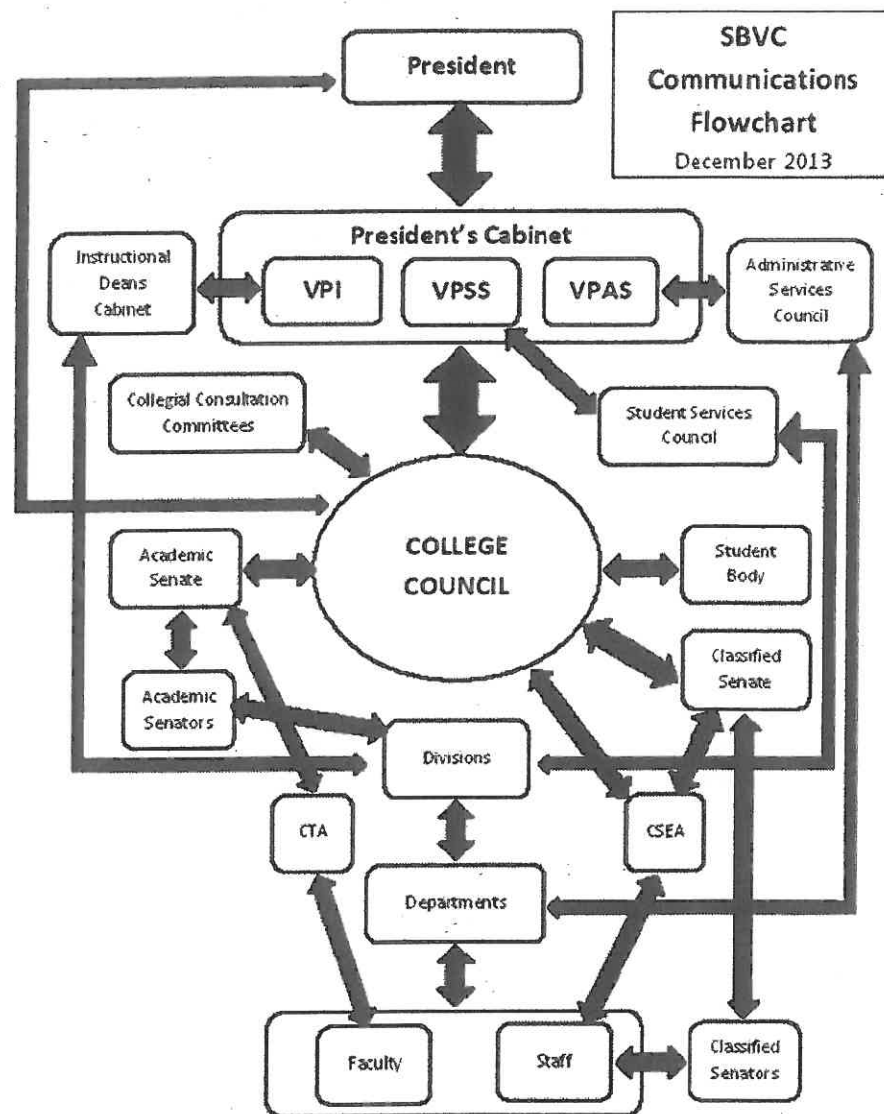 SBVC
Communications
Flowchart
December 2013
President
President's Cabinet
VPI
VPSS
VPAS
Instructional
Deans
Cabinet
Administrative
Services
Council
Collegial Consultation
Committees
Student Services
Council
COLLEGE
COUNCIL
Academic
Senate
Student
Body
Academic
Senators
Classified
Senate
Divisions
CTA
CSEA
Departments
Faculty
Staff
Classified
Senators